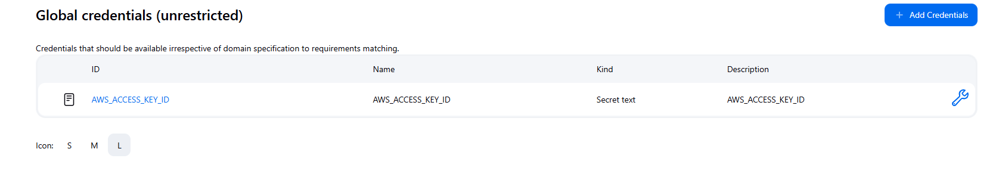 Global credentials (unrestricted)
+ Add Credentials
Credentials that should be available irrespective of domain specification to requirements matching.
ID Name Kind Description
AWS_ACCESS_KEY_ID AWS_ACCESS_KEY_ID Secret text AWS_ACCESS_KEY_ID
Icon: S M L